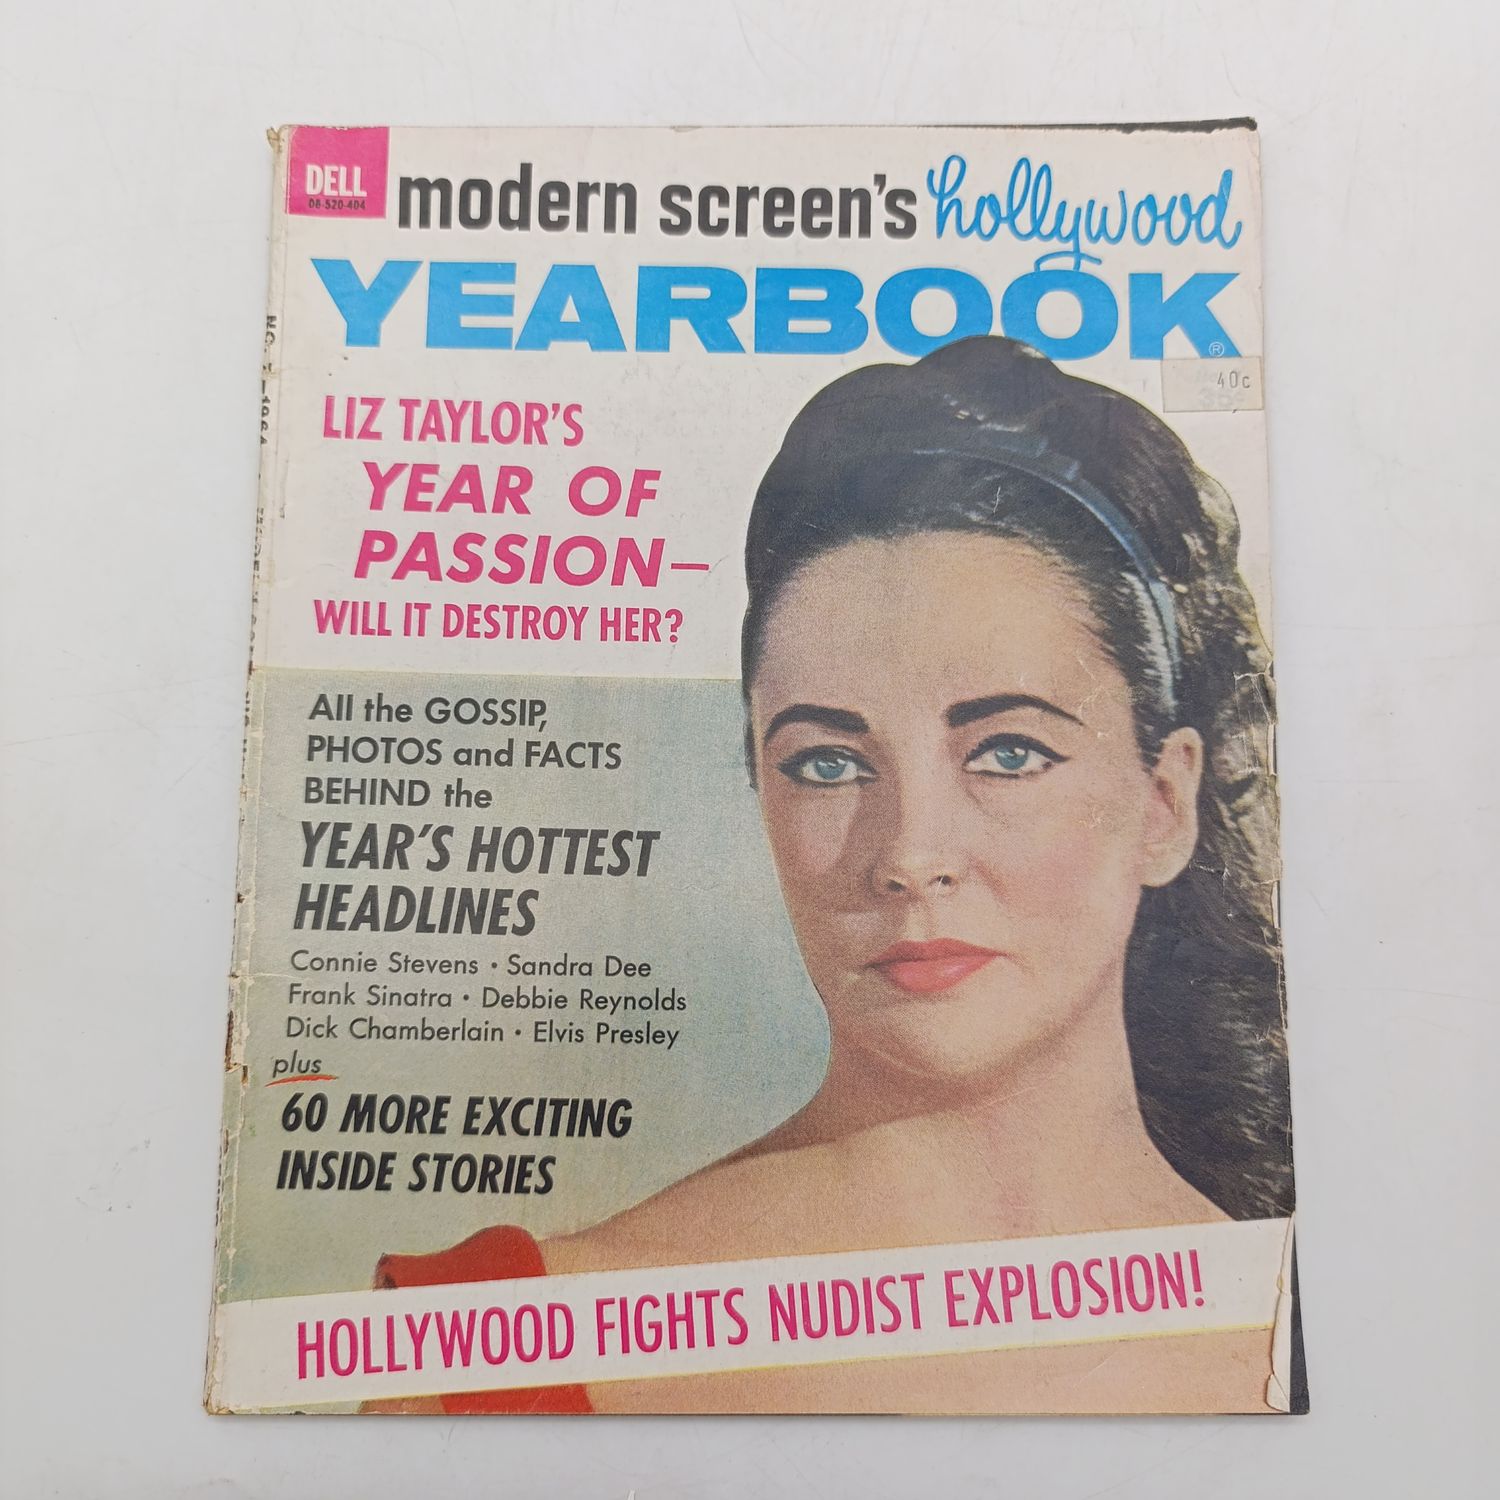 DELL
08-520-404
modern screen's hollywood
YEARBOOK
®
40c
35¢
LIZ TAYLOR'S
YEAR OF
PASSION—
WILL IT DESTROY HER?
All the GOSSIP,
PHOTOS and FACTS
BEHIND the
YEAR'S HOTTEST
HEADLINES
Connie Stevens • Sandra Dee
Frank Sinatra • Debbie Reynolds
Dick Chamberlain • Elvis Presley
plus
60 MORE EXCITING
INSIDE STORIES
HOLLYWOOD FIGHTS NUDIST EXPLOSION!